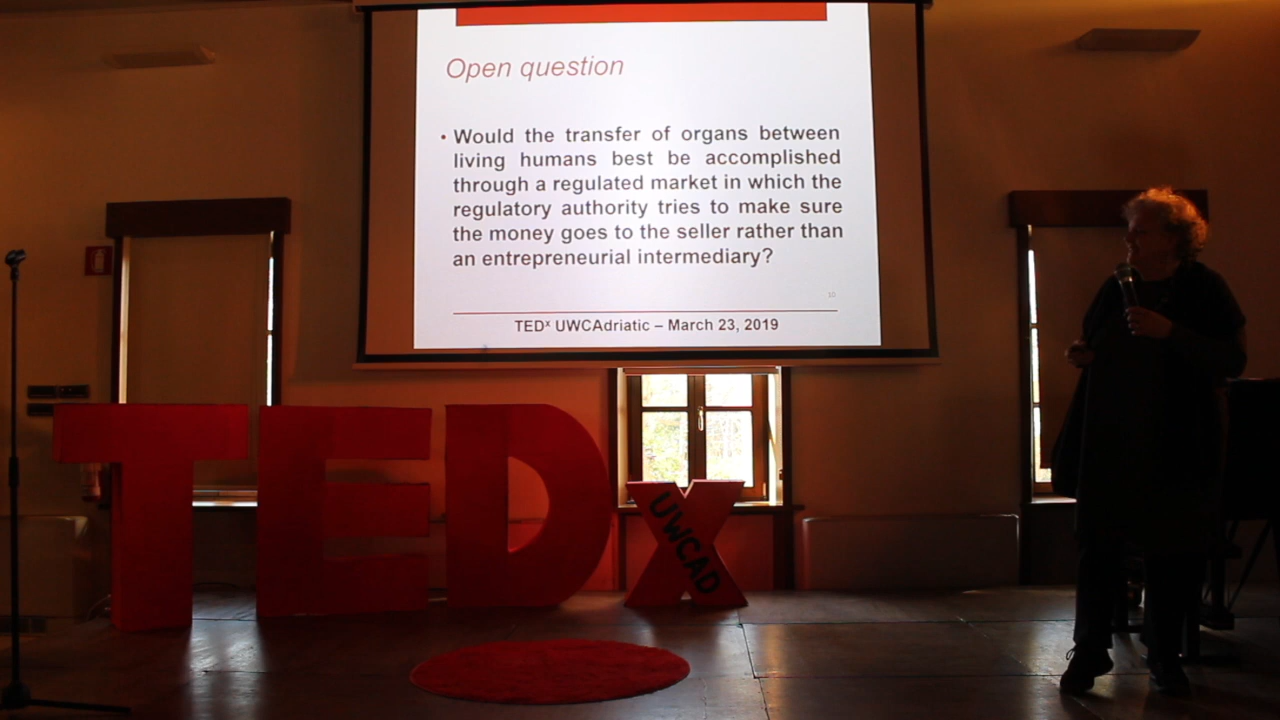 Open question
• Would the transfer of organs between
living humans best be accomplished
through a regulated market in which the
regulatory authority tries to make sure
the money goes to the seller rather than
an entrepreneurial intermediary?
10
TEDˣ UWCAdriatic – March 23, 2019
TEDx
UWCAD